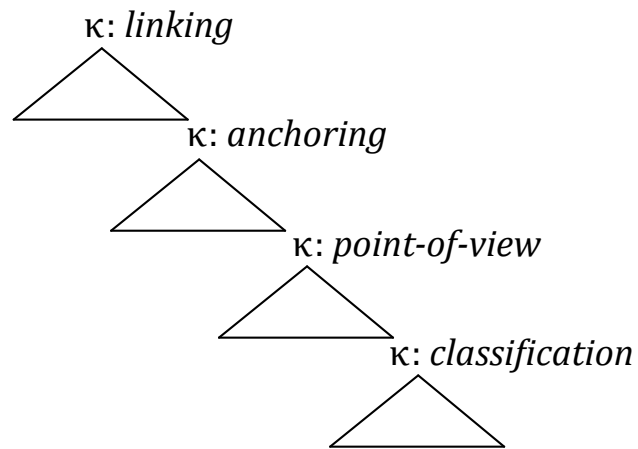 κ: linking
κ: anchoring
κ: point-of-view
κ: classification